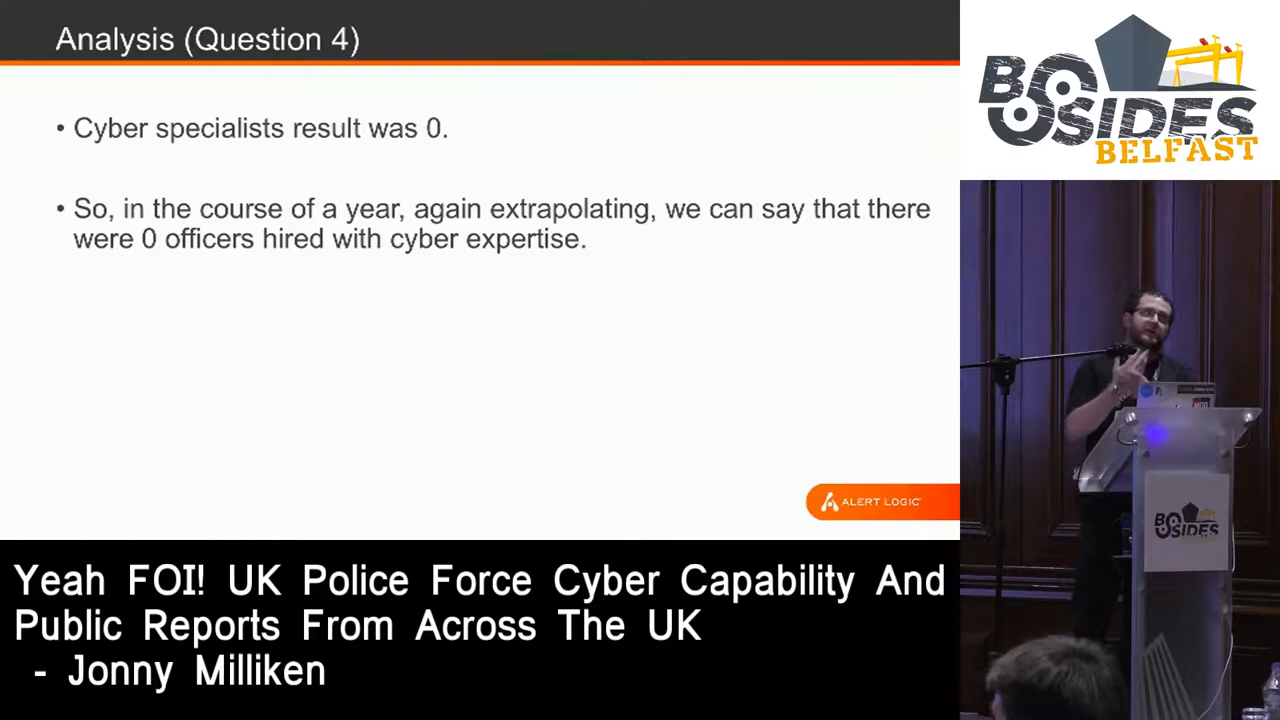 Analysis (Question 4)
• Cyber specialists result was 0.
• So, in the course of a year, again extrapolating, we can say that there
were 0 officers hired with cyber expertise.
ALERT LOGIC
BSIDES
BELFAST
BSIDES
Yeah FOI! UK Police Force Cyber Capability And
Public Reports From Across The UK
- Jonny Milliken